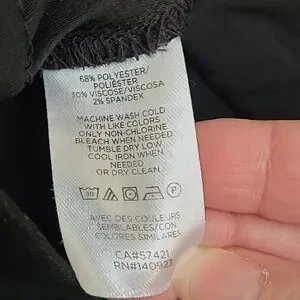 68% POLYESTER/
POLIÉSTER
30% VISCOSE/VISCOSA
2% SPANDEX
MACHINE WASH COLD
WITH LIKE COLORS
ONLY NON-CHLORINE
BLEACH WHEN NEEDED
TUMBLE DRY LOW
COOL IRON WHEN
NEEDED
OR DRY CLEAN
30 P
AVEC DES COULEURS
SEMBLABLES/CON
COLORES SIMILARES
CA#57421
RN#140923